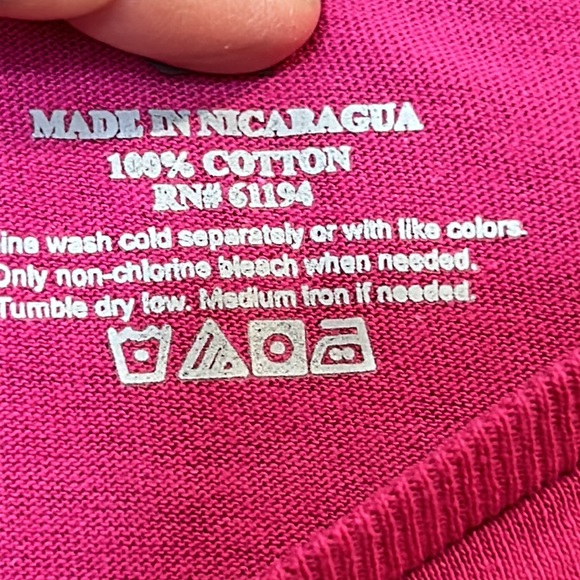 MADE IN NICARAGUA
100% COTTON
RN# 61194
ine wash cold separately or with like colors.
Only non-chlorine bleach when needed.
Tumble dry low. Medium iron if needed.